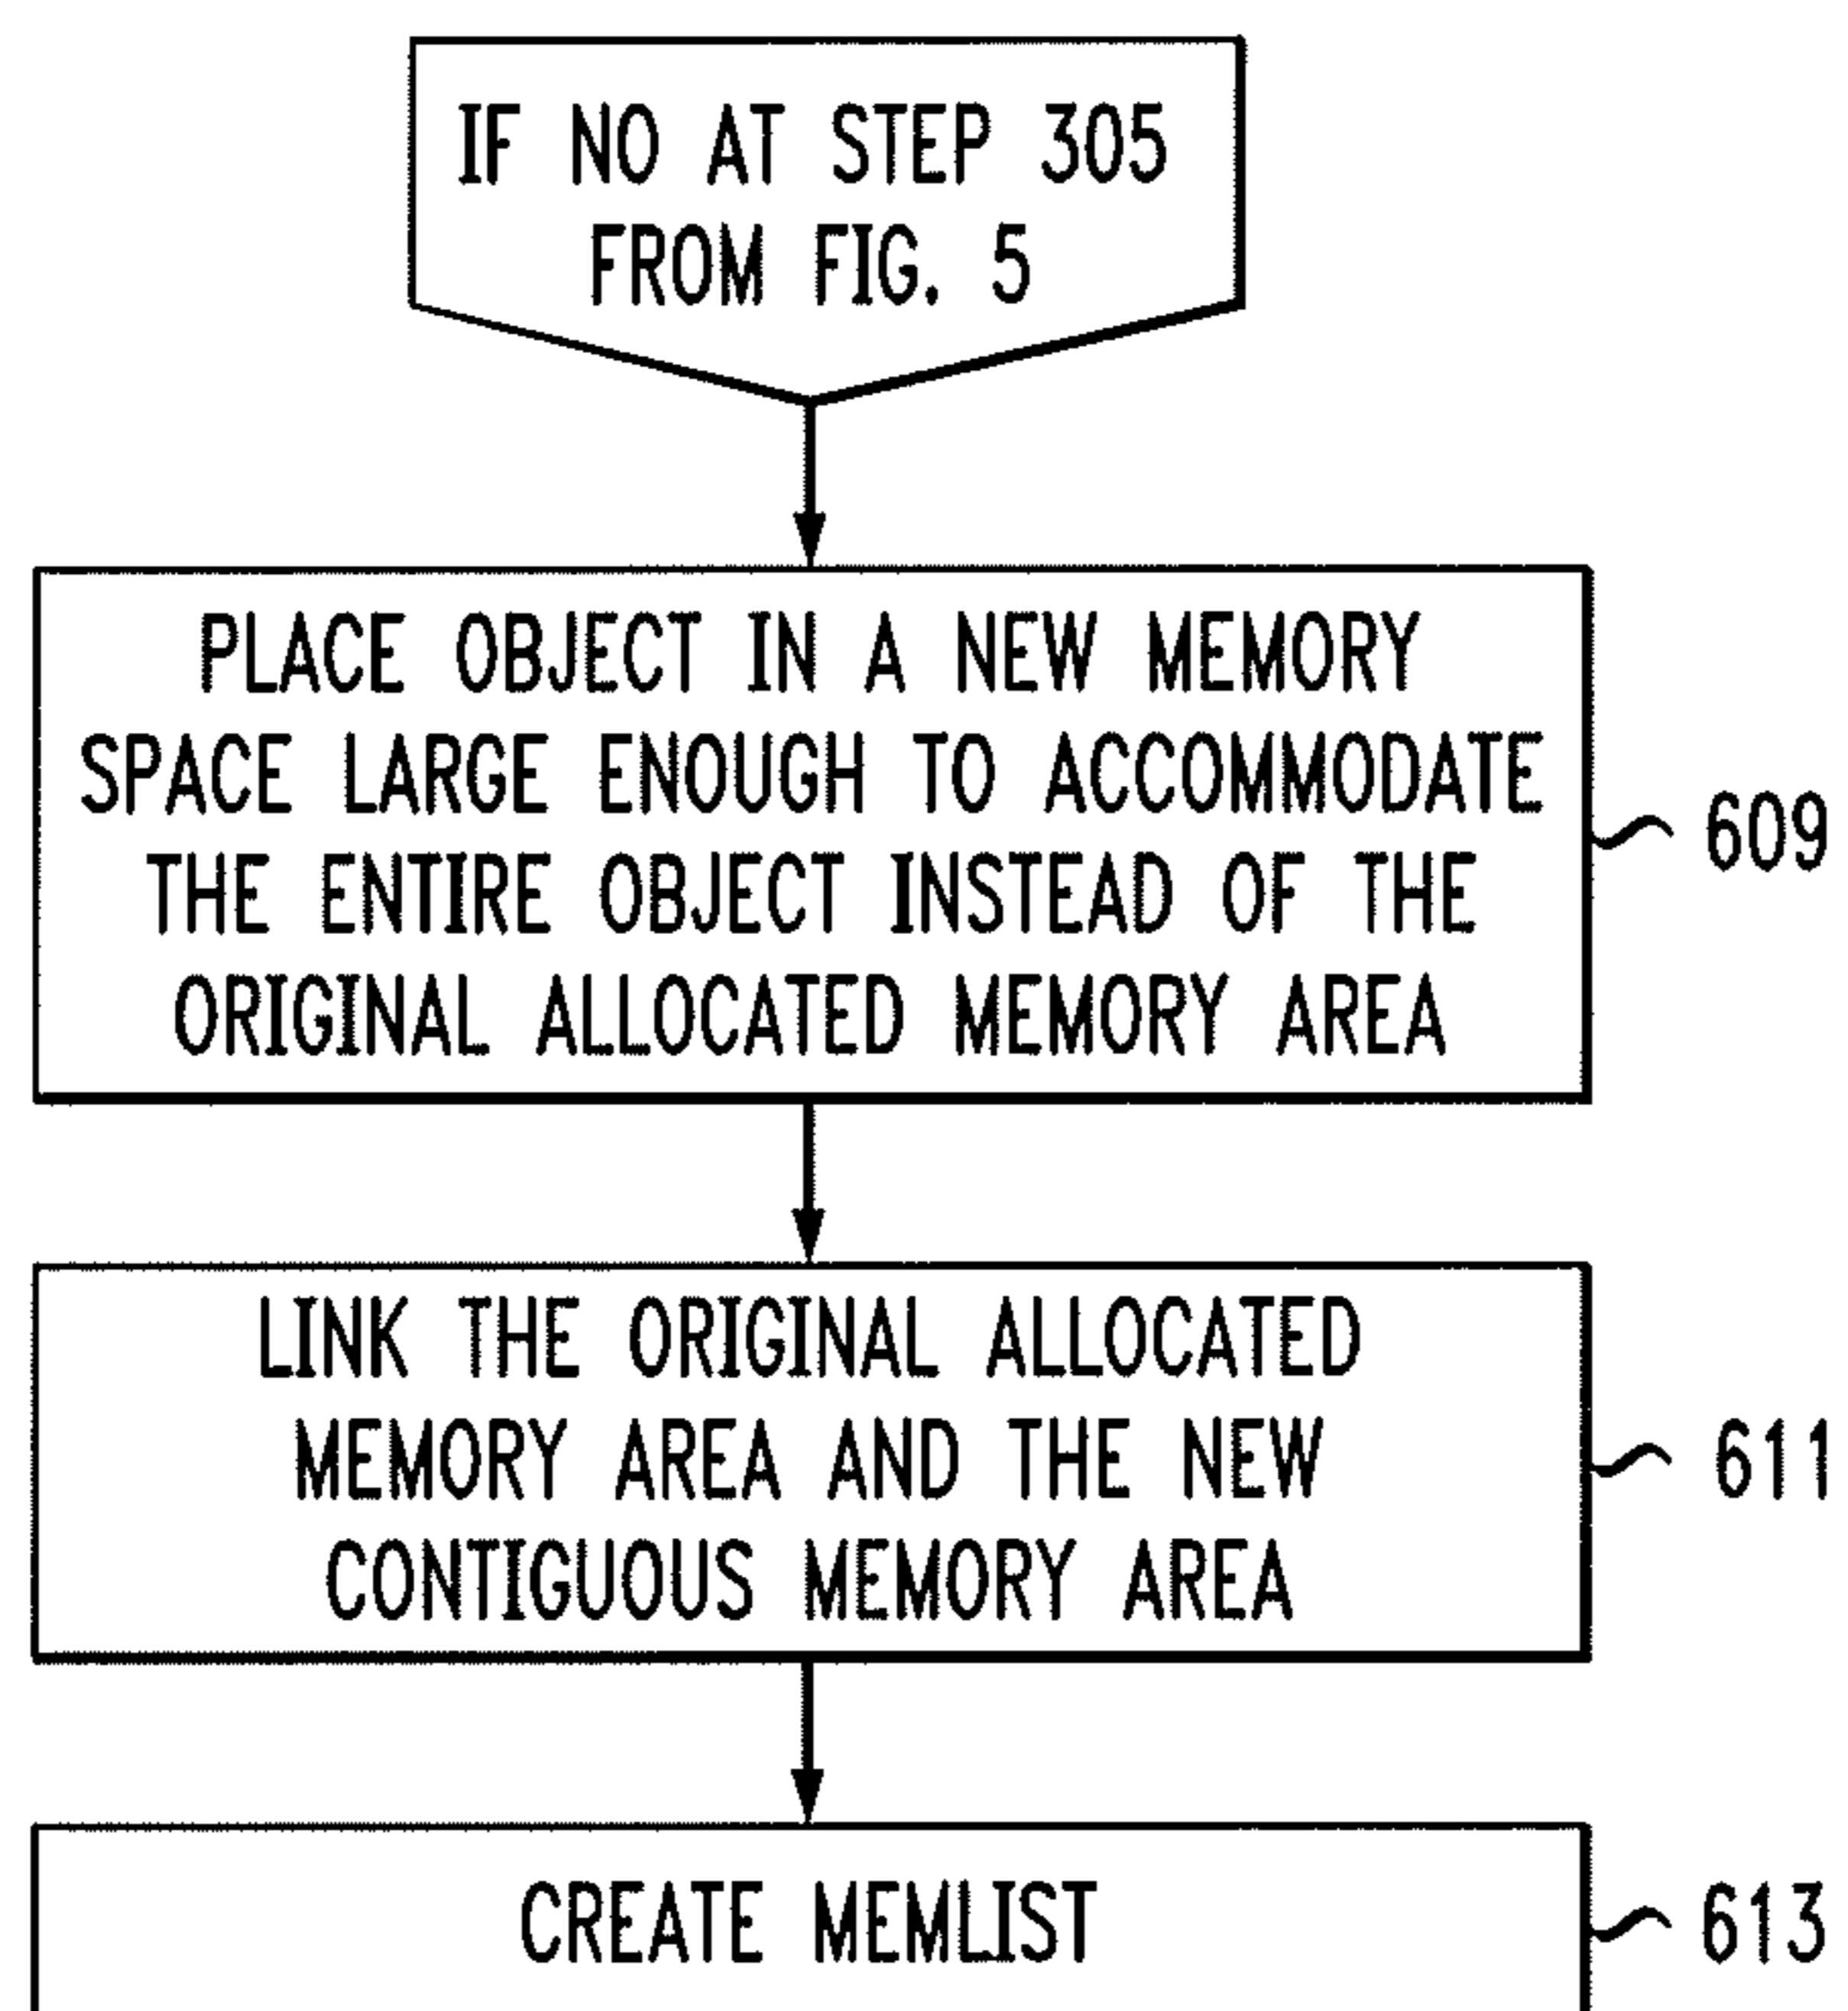 IF NO AT STEP 305
FROM FIG. 5
PLACE OBJECT IN A NEW MEMORY
SPACE LARGE ENOUGH TO ACCOMMODATE
THE ENTIRE OBJECT INSTEAD OF THE
ORIGINAL ALLOCATED MEMORY AREA
609
LINK THE ORIGINAL ALLOCATED
MEMORY AREA AND THE NEW
CONTIGUOUS MEMORY AREA
611
CREATE MEMLIST
613